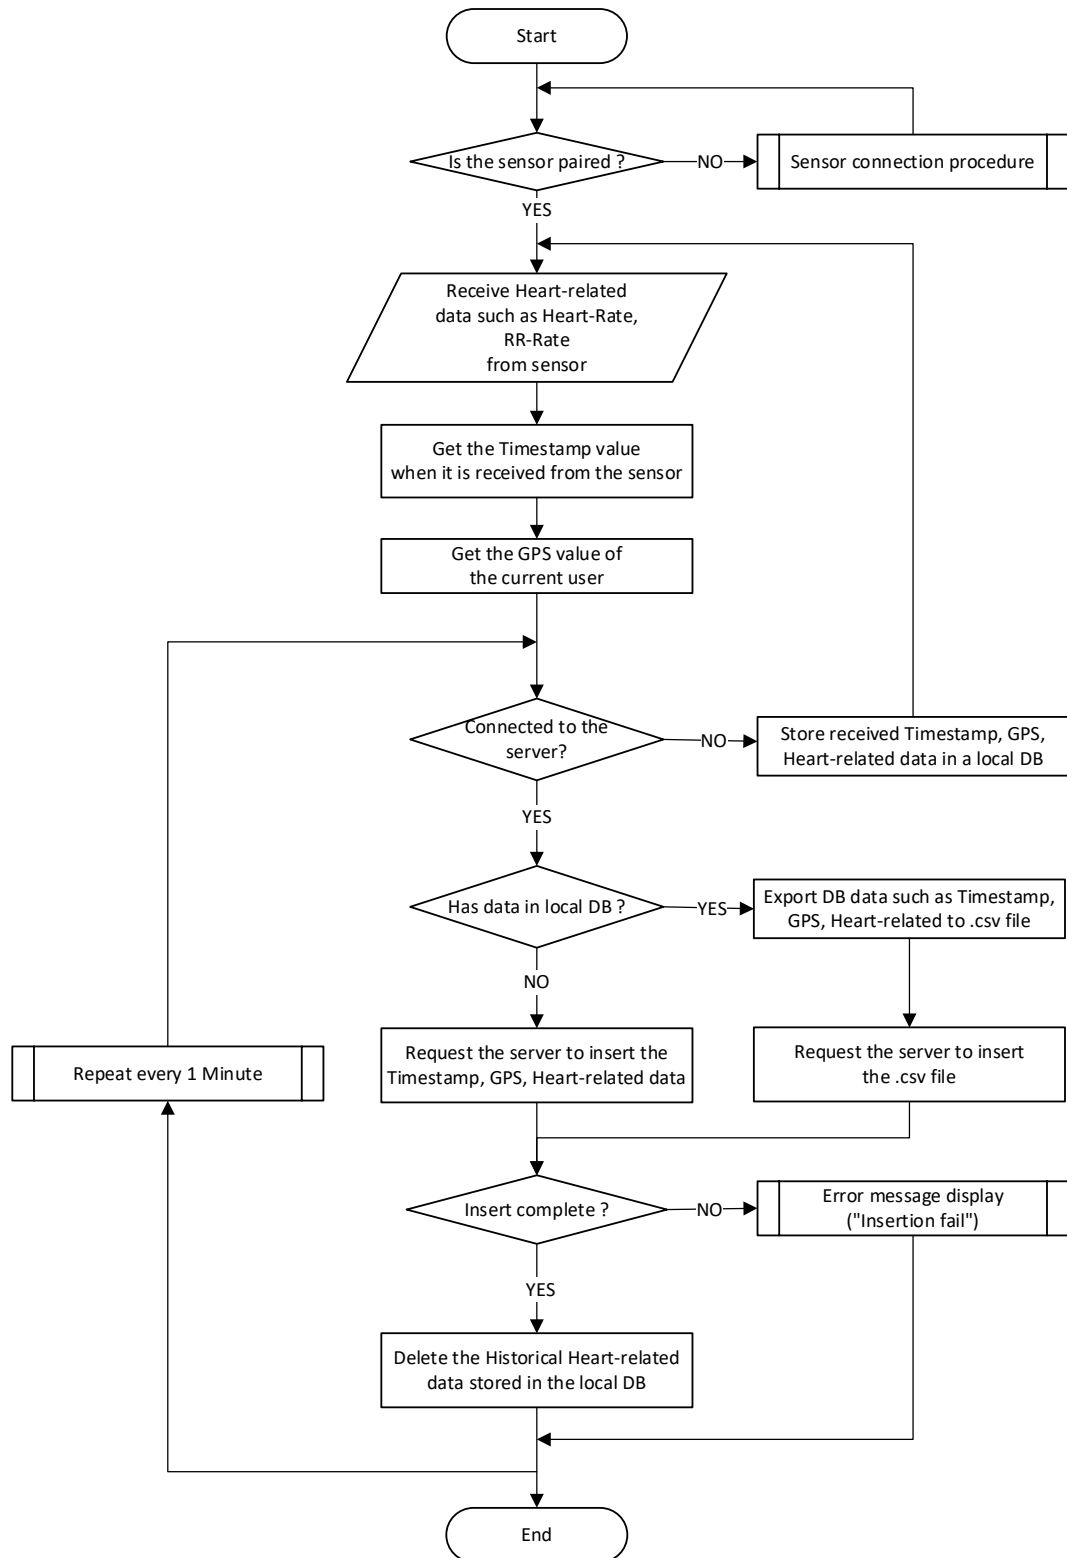 Start
Is the sensor paired ?
NO
Sensor connection procedure
YES
Receive Heart-related
data such as Heart-Rate,
RR-Rate
from sensor
Get the Timestamp value
when it is received from the sensor
Get the GPS value of
the current user
Connected to the
server?
NO
Store received Timestamp, GPS,
Heart-related data in a local DB
YES
Has data in local DB ?
YES
Export DB data such as Timestamp,
GPS, Heart-related to .csv file
NO
Repeat every 1 Minute
Request the server to insert the
Timestamp, GPS, Heart-related data
Request the server to insert
the .csv file
Insert complete ?
NO
Error message display
("Insertion fail")
YES
Delete the Historical Heart-related
data stored in the local DB
End